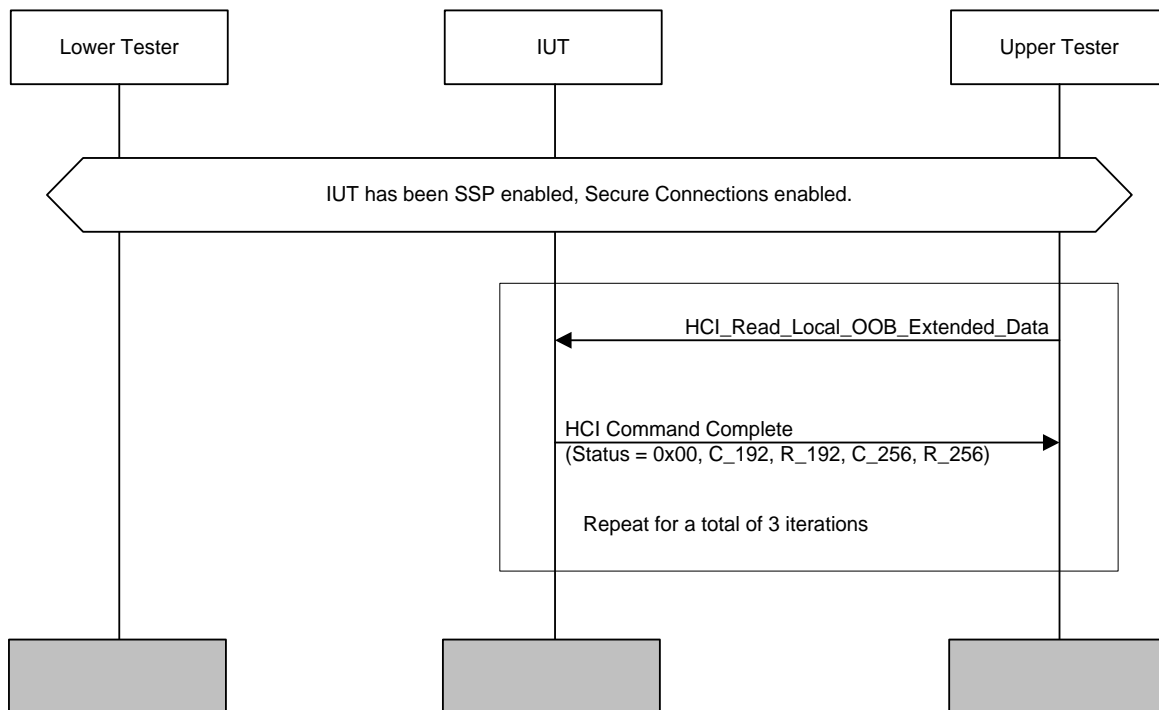 Lower Tester
IUT
Upper Tester
IUT has been SSP enabled, Secure Connections enabled.
HCI_Read_Local_OOB_Extended_Data
HCI Command Complete
(Status = 0x00, C_192, R_192, C_256, R_256)
Repeat for a total of 3 iterations